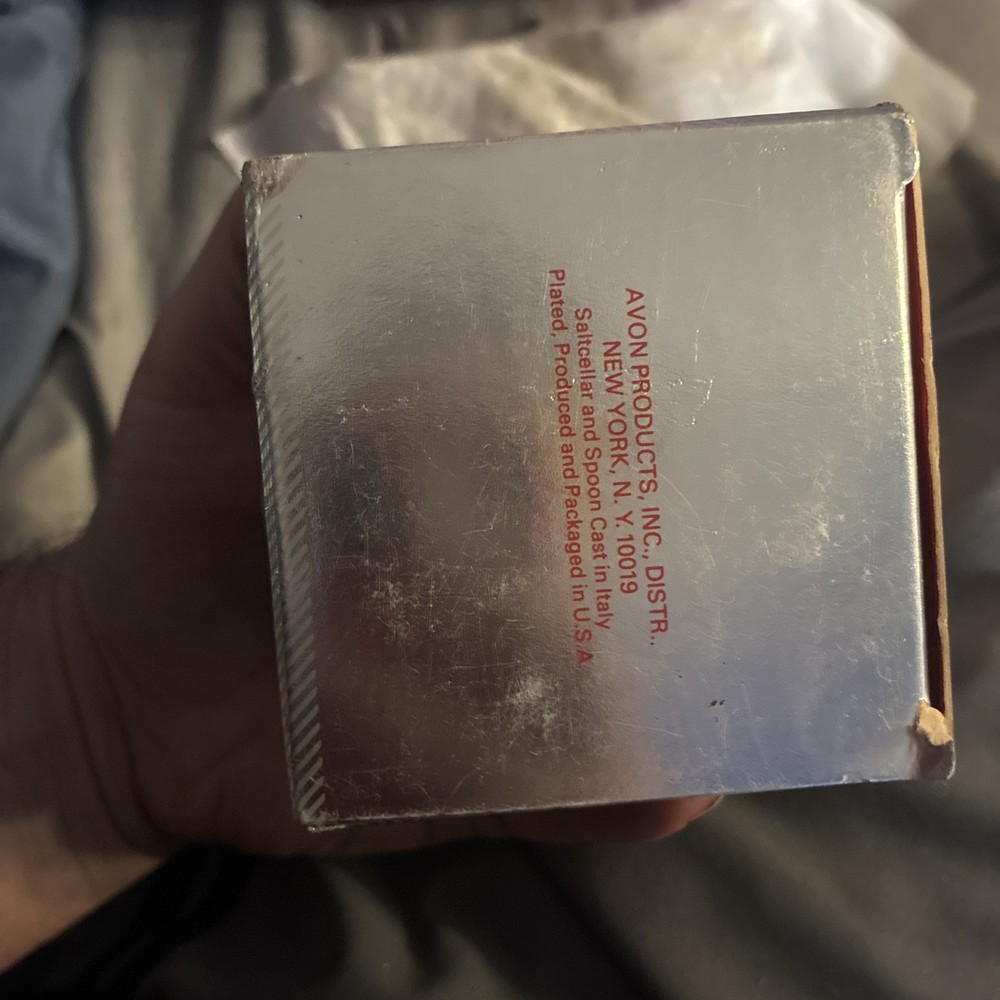 AVON PRODUCTS, INC., DISTR..
NEW YORK, N. Y. 10019
Saltcellar and Spoon Cast in Italy
Plated, Produced and Packaged in U.S.A.